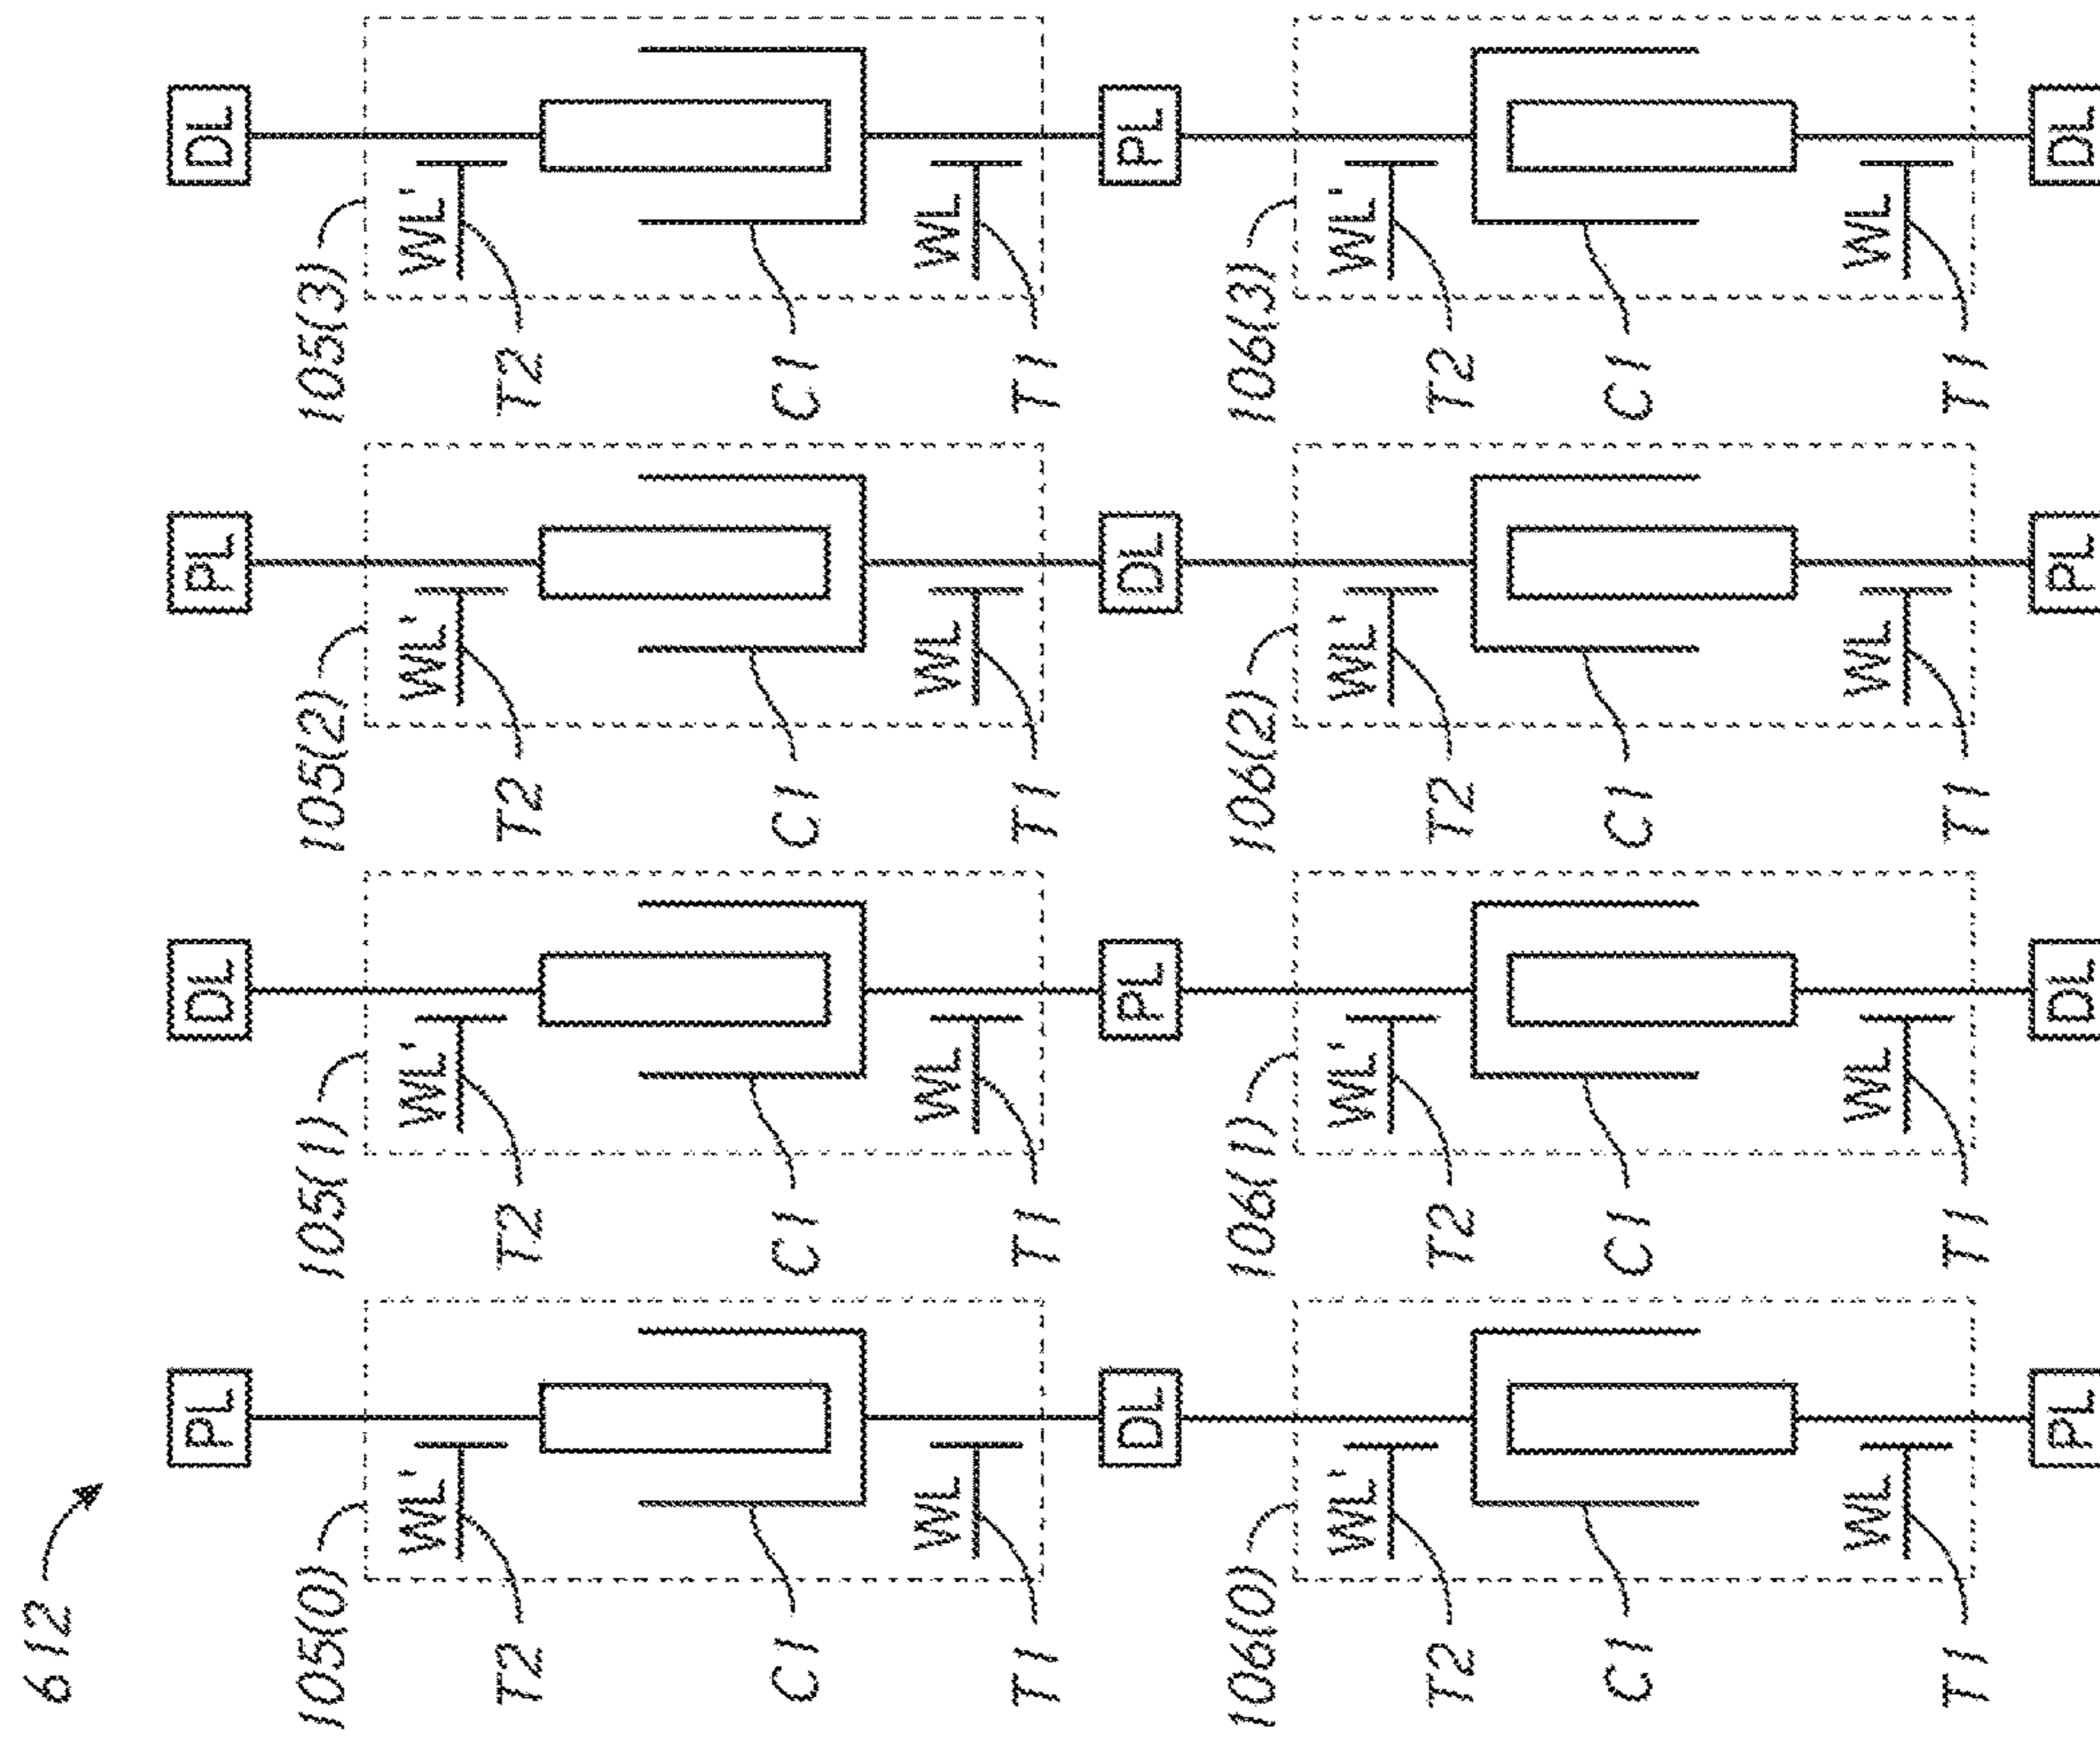 612
PL DL PL DL
105(0) 105(1) 105(2) 105(3)
WL' WL' WL' WL'
T2 T2 T2 T2
C1 C1 C1 C1
WL WL WL WL
T1 T1 T1 T1
DL PL DL PL
106(0) 106(1) 106(2) 106(3)
WL' WL' WL' WL'
T2 T2 T2 T2
C1 C1 C1 C1
WL WL WL WL
T1 T1 T1 T1
PL DL PL DL